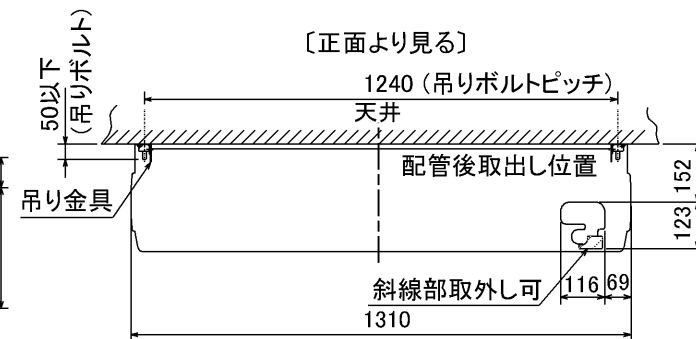 〔正面より見る〕
50以下
(吊りボルト)
1240 (吊りボルトピッチ)
天井
配管後取出し位置
吊り金具
152
123
斜線部取外し可
116
69
1310